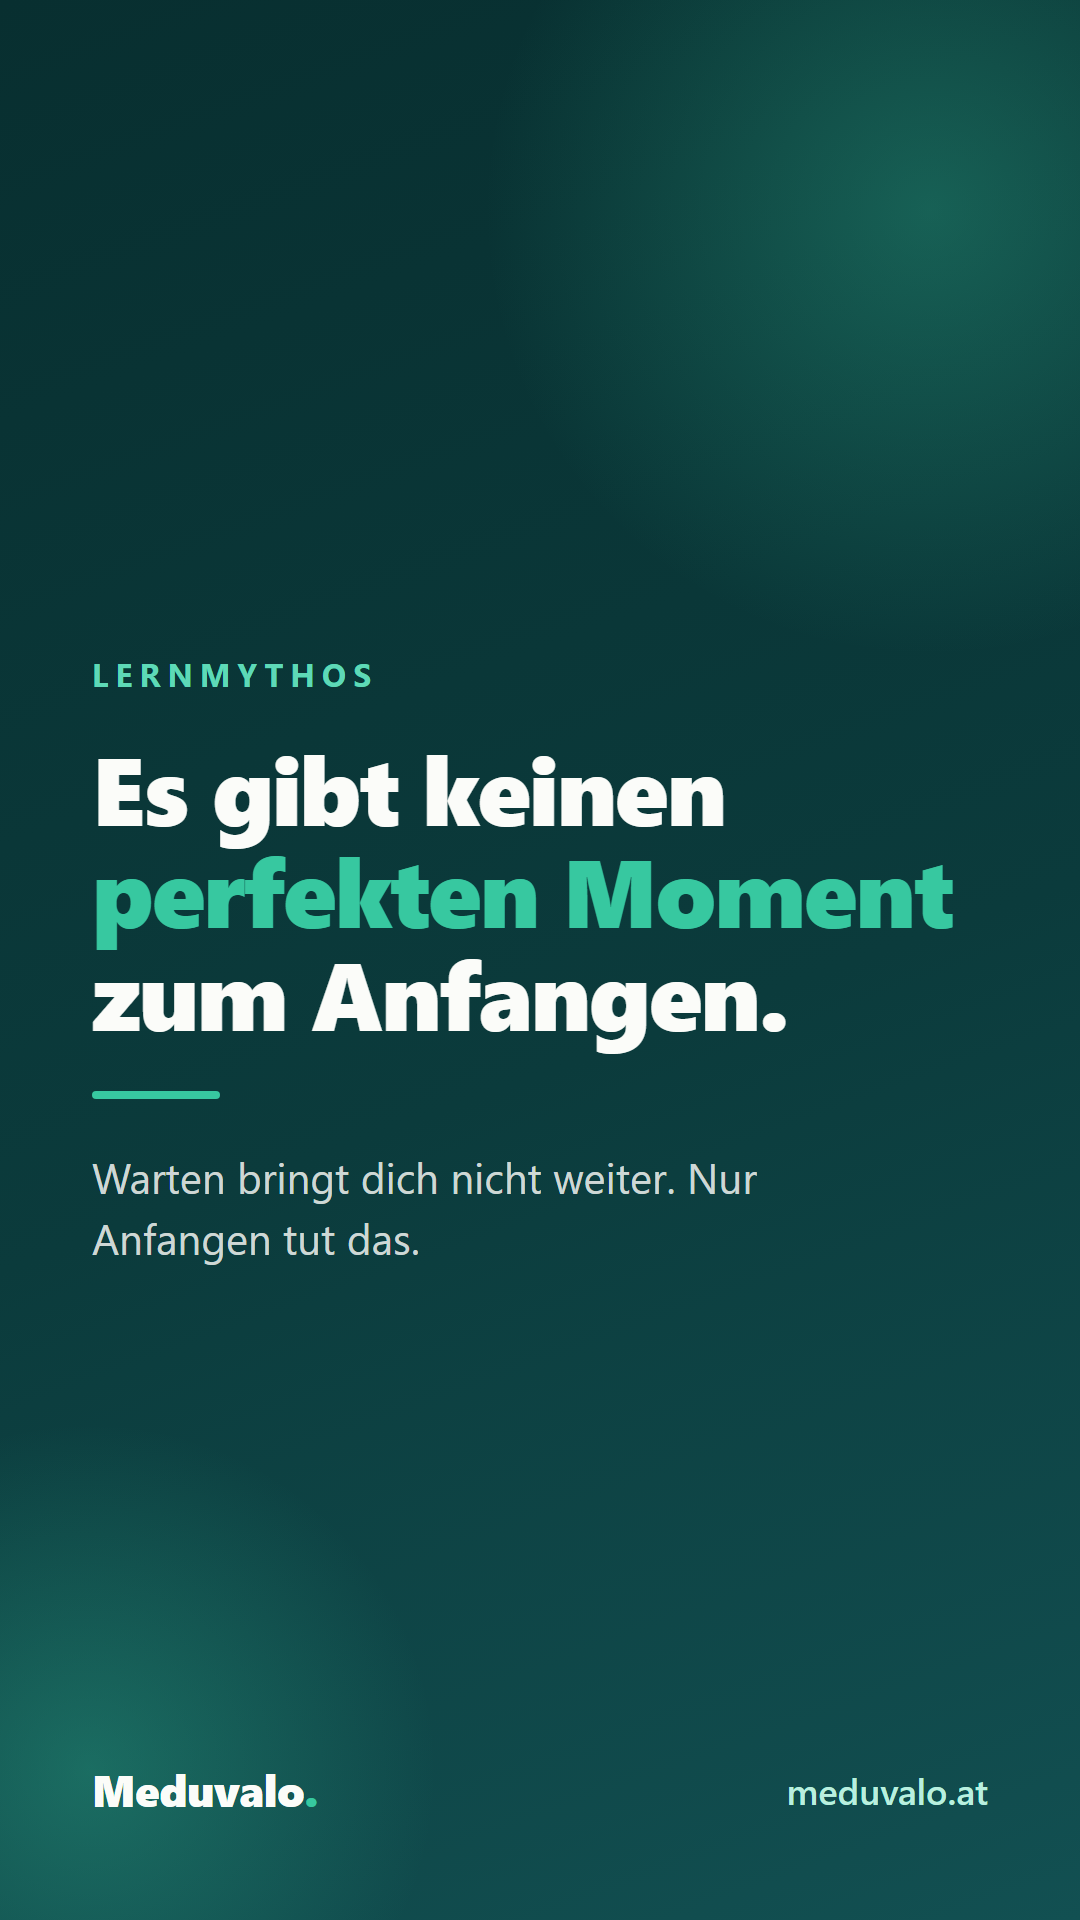 LERNMYTHOS
Es gibt keinen
perfekten Moment
zum Anfangen.
Warten bringt dich nicht weiter. Nur
Anfangen tut das.
Meduvalo.
meduvalo.at